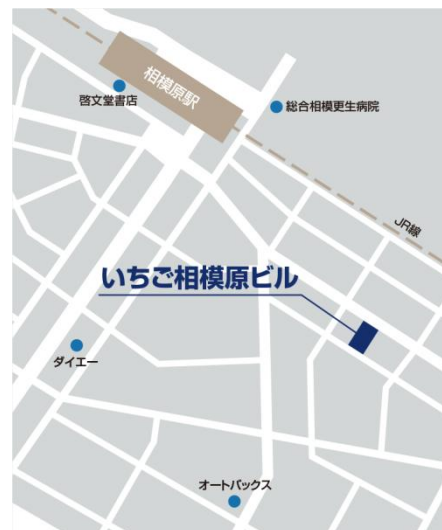 相模原駅
啓文堂書店
総合相模更生病院
JR線
いちご相模原ビル
ダイエー
オートバックス